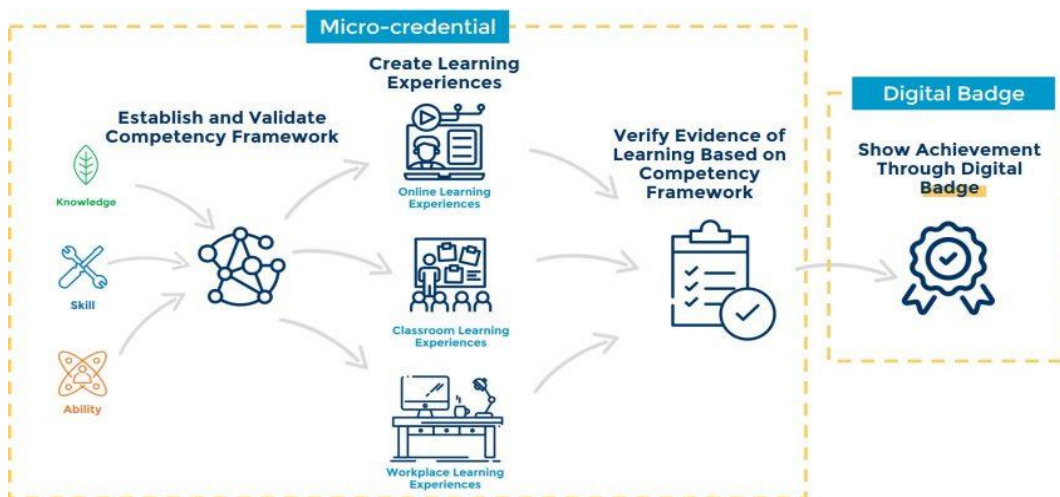 Micro-credential
Establish and Validate
Competency Framework
Knowledge
Skill
Ability
Create Learning
Experiences
Online Learning
Experiences
Classroom Learning
Experiences
Workplace Learning
Experiences
Verify Evidence of
Learning Based on
Competency
Framework
Digital Badge
Show Achievement
Through Digital
Badge